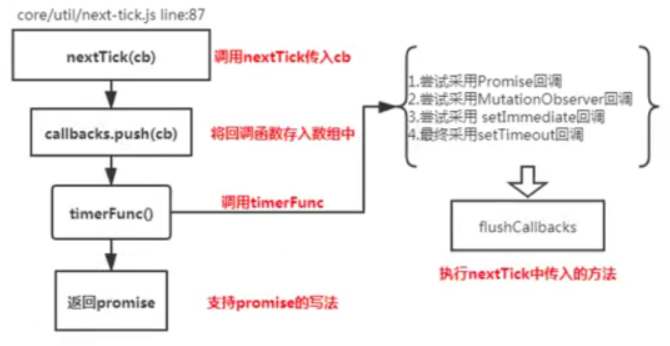 core/util/next-tick.js line:87
nextTick(cb)
调用nextTick传入cb
callbacks.push(cb)
将回调函数存入数组中
timerFunc()
调用timerFunc
返回promise
支持promise的写法
1.尝试采用Promise回调
2.尝试采用MutationObserver回调
3.尝试采用 setImmediate回调
4.最终采用setTimeout回调
flushCallbacks
执行nextTick中传入的方法